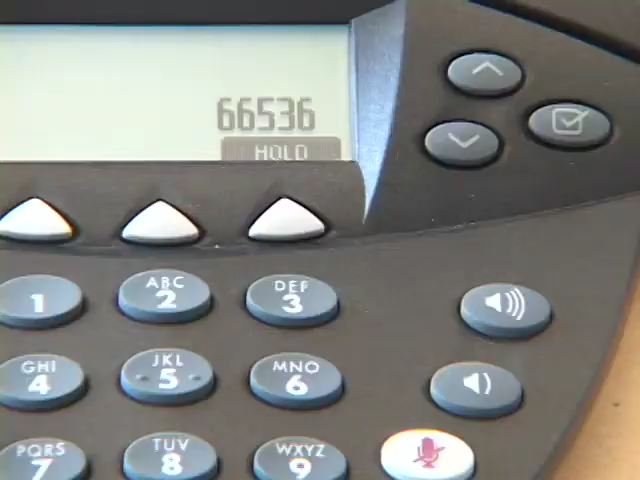 66536
HOLD
1
ABC
2
DEF
3
GHI
4
JKL
5
MNO
6
PQRS
7
TUV
8
WXYZ
9